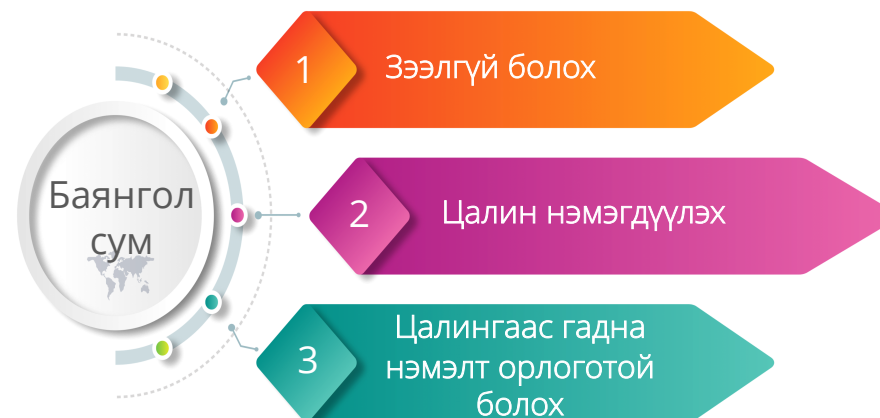 Баянгол
сум
1
Зээлгүй болох
2
Цалин нэмэгдүүлэх
3
Цалингаас гадна
нэмэлт орлоготой
болох